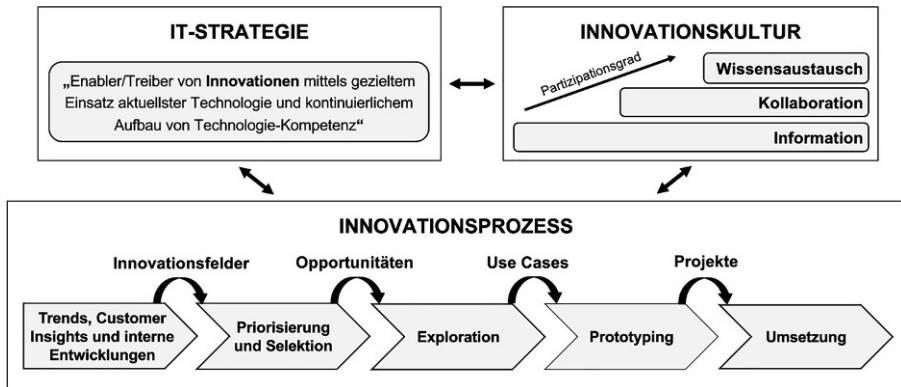 IT-STRATEGIE
„Enabler/Treiber von Innovationen mittels gezieltem
Einsatz aktuellster Technologie und kontinuierlichem
Aufbau von Technologie-Kompetenz“
INNOVATIONSKULTUR
Partizipationsgrad
Wissensaustausch
Kollaboration
Information
INNOVATIONSPROZESS
Innovationsfelder
Opportunitäten
Use Cases
Projekte
Trends, Customer
Insights und interne
Entwicklungen
Priorisierung
und Selektion
Exploration
Prototyping
Umsetzung